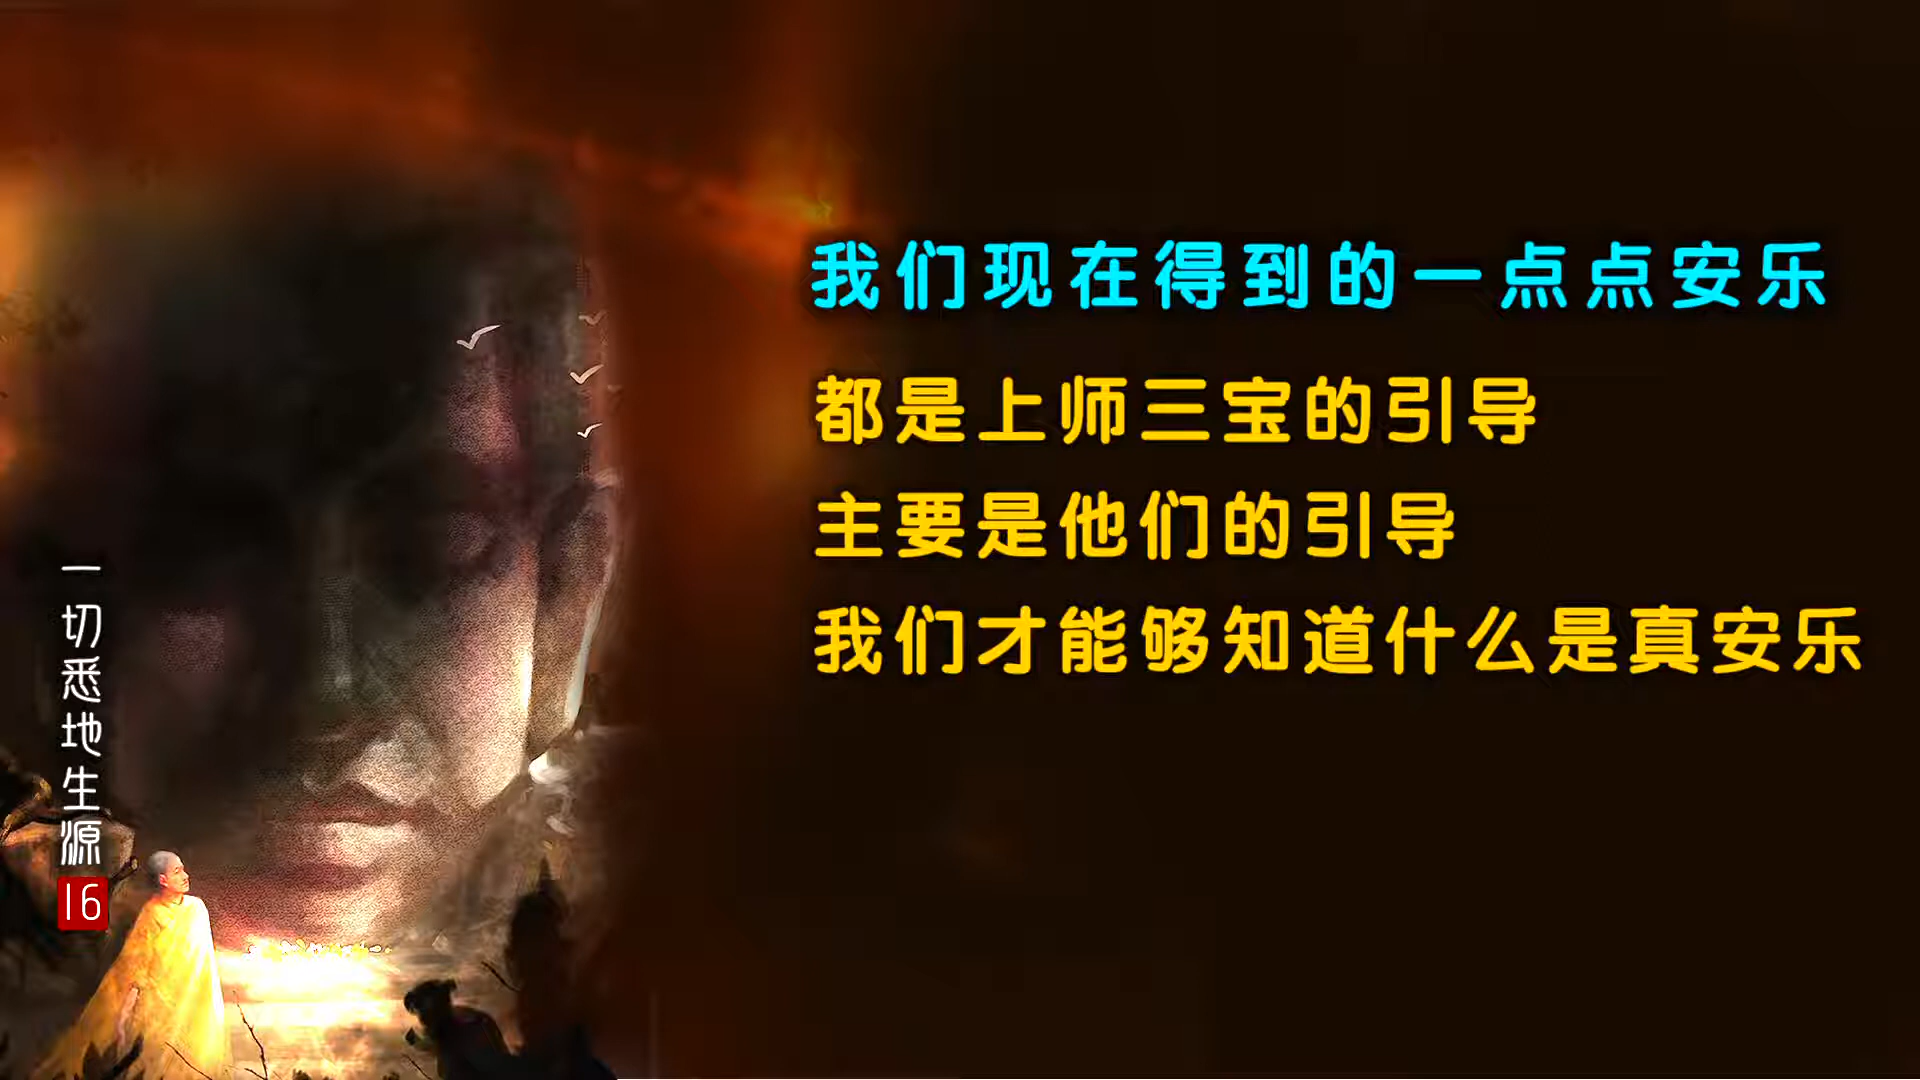 我们现在得到的一点点安乐
都是上师三宝的引导
主要是他们的引导
我们才能够知道什么是真安乐
一切悉地生源
16